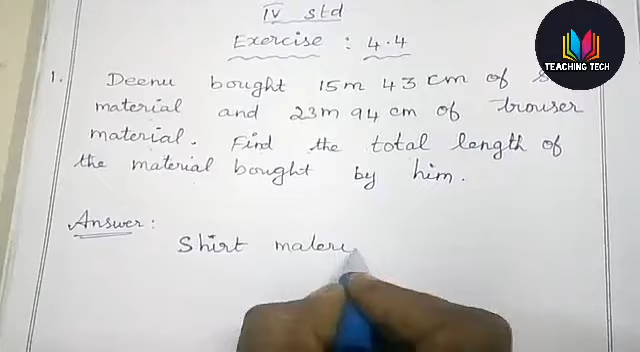 IV std
Exercise : 4.4
1. Deenu bought 15m 43 cm of
material and 23m 94 cm of trouser
material. Find the total length of
the material bought by him.
Answer :
Shirt materi
TEACHING TECH